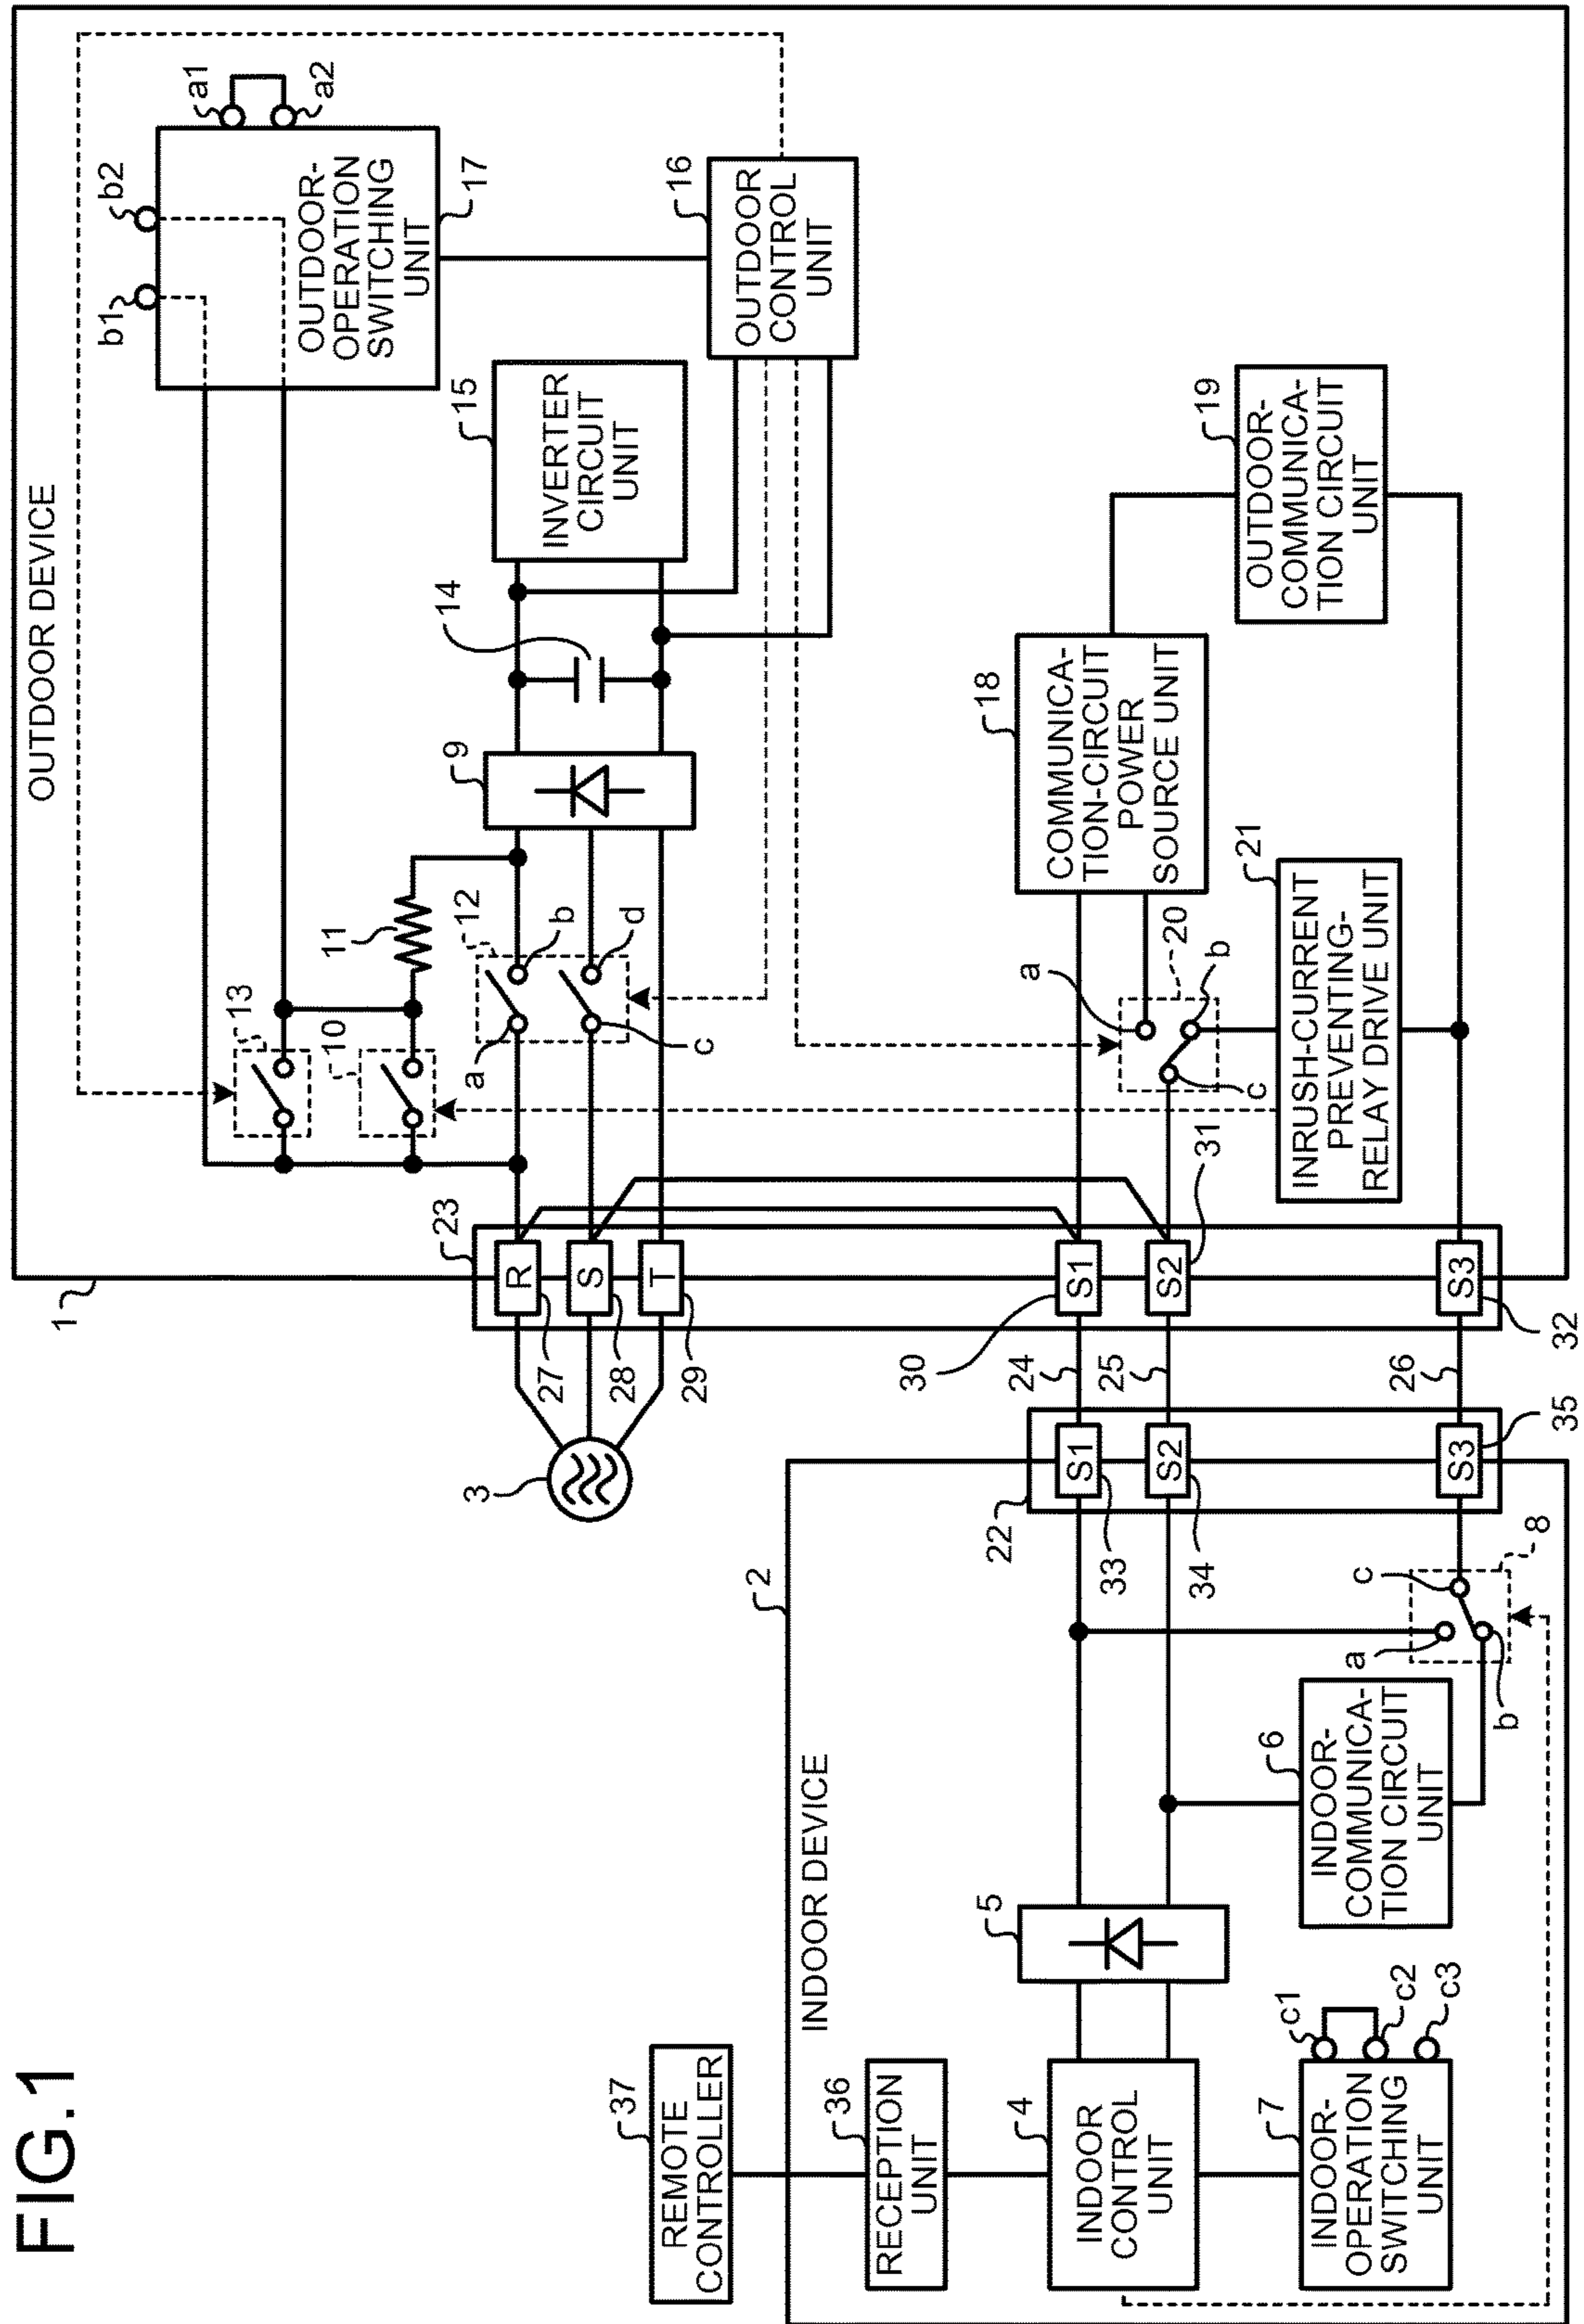 FIG.1
OUTDOOR DEVICE
1
b1
b2
a1
a2
OUTDOOR-
OPERATION
SWITCHING
UNIT
17
13
10
11
12
a
b
c
d
9
14
15
INVERTER
CIRCUIT
UNIT
16
OUTDOOR
CONTROL
UNIT
23
R
S
T
27
28
29
3
18
COMMUNICA-
TION-CIRCUIT
POWER
SOURCE UNIT
19
OUTDOOR-
COMMUNICA-
TION CIRCUIT
UNIT
20
a
b
c
21
INRUSH-CURRENT
PREVENTING-
RELAY DRIVE UNIT
S1
S2
S3
30
31
32
24
25
26
37
REMOTE
CONTROLLER
2
INDOOR DEVICE
36
RECEPTION
UNIT
4
INDOOR
CONTROL
UNIT
5
7
INDOOR-
OPERATION
SWITCHING
UNIT
c1
c2
c3
6
INDOOR-
COMMUNICA-
TION CIRCUIT
UNIT
22
S1
S2
S3
33
34
35
8
a
b
c